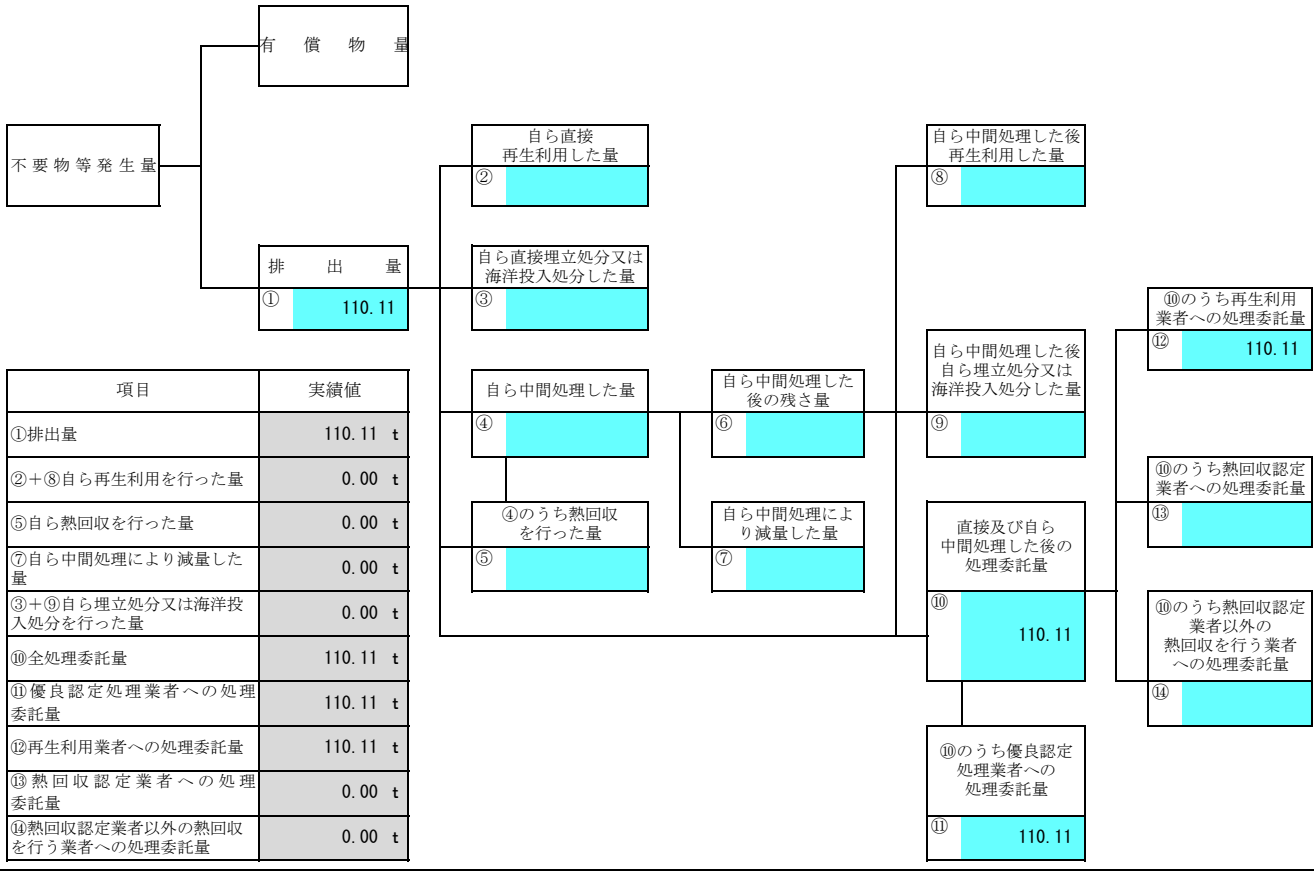 有償物量
不要物等発生量
排出量
① 110.11
自ら直接
再生利用した量
②
自ら直接埋立処分又は
海洋投入処分した量
③
自ら中間処理した量
④
④のうち熱回収
を行った量
⑤
自ら中間処理した
後の残さ量
⑥
自ら中間処理によ
り減量した量
⑦
自ら中間処理した後
再生利用した量
⑧
自ら中間処理した後
自ら埋立処分又は
海洋投入処分した量
⑨
直接及び自ら
中間処理した後の
処理委託量
⑩ 110.11
⑩のうち優良認定
処理業者への
処理委託量
⑪ 110.11
⑩のうち再生利用
業者への処理委託量
⑫ 110.11
⑩のうち熱回収認定
業者への処理委託量
⑬
⑩のうち熱回収認定
業者以外の
熱回収を行う業者
への処理委託量
⑭
項目 実績値
①排出量 110.11 t
②+⑧自ら再生利用を行った量 0.00 t
⑤自ら熱回収を行った量 0.00 t
⑦自ら中間処理により減量した
量 0.00 t
③+⑨自ら埋立処分又は海洋投
入処分を行った量 0.00 t
⑩全処理委託量 110.11 t
⑪優良認定処理業者への処理
委託量 110.11 t
⑫再生利用業者への処理委託量 110.11 t
⑬熱回収認定業者への処理
委託量 0.00 t
⑭熱回収認定業者以外の熱回収
を行う業者への処理委託量 0.00 t